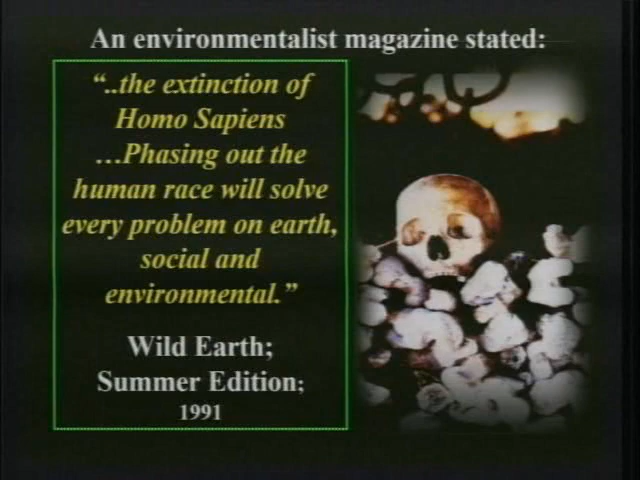 An environmentalist magazine stated:
“..the extinction of
Homo Sapiens
…Phasing out the
human race will solve
every problem on earth,
social and
environmental.”
Wild Earth;
Summer Edition;
1991